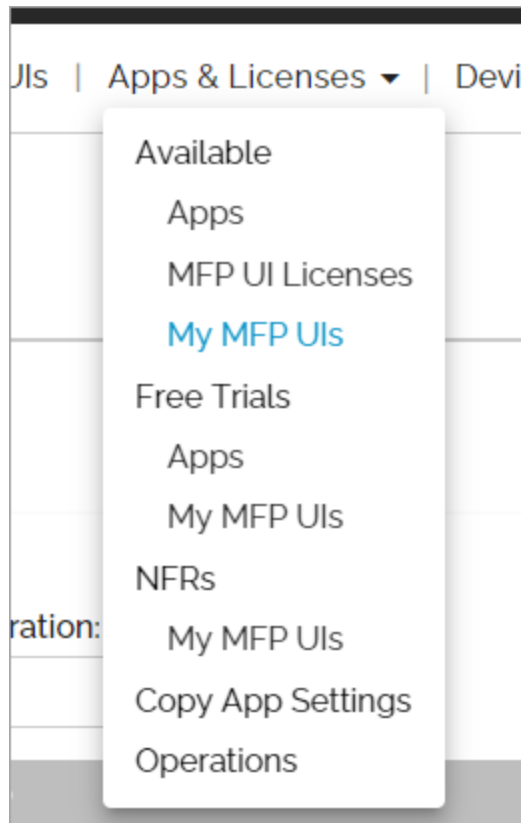 UIs | Apps & Licenses ▾ | Devi
Available
Apps
MFP UI Licenses
My MFP UIs
Free Trials
Apps
My MFP UIs
NFRs
My MFP UIs
ration:
Copy App Settings
Operations